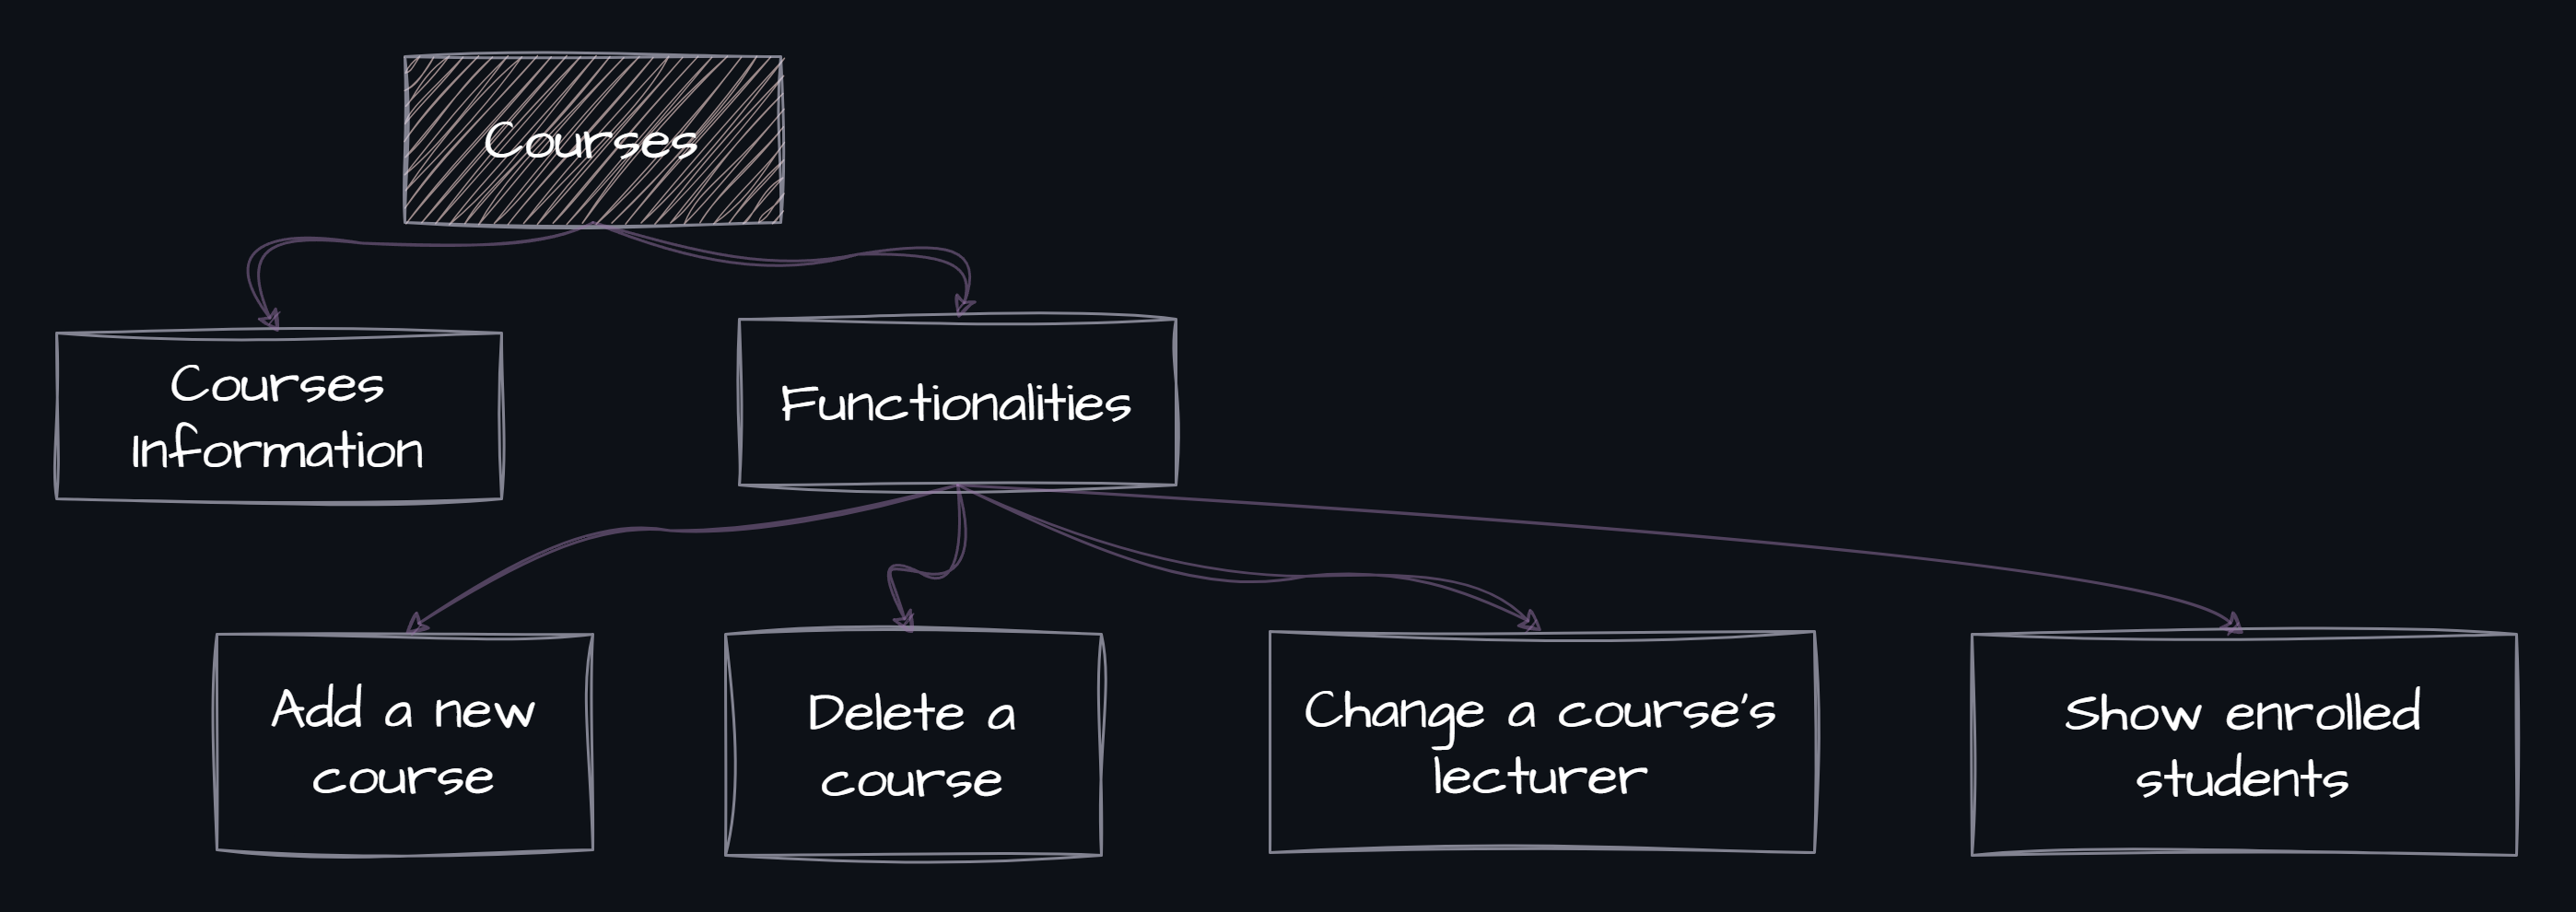 Courses
Courses
Information
Functionalities
Add a new
course
Delete a
course
Change a course's
lecturer
Show enrolled
students